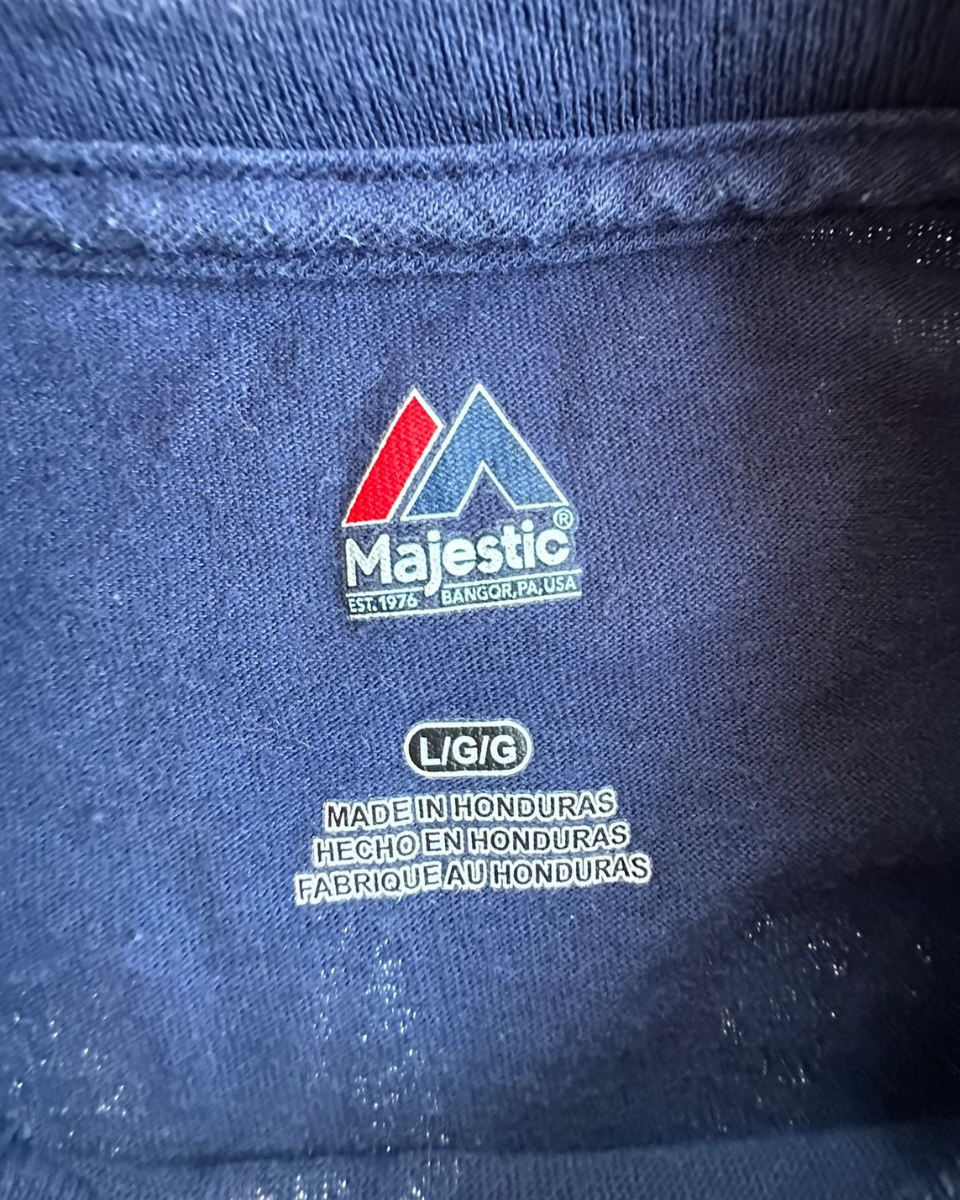 Majestic®
EST. 1976 BANGOR, PA, USA
L/G/G
MADE IN HONDURAS
HECHO EN HONDURAS
FABRIQUE AU HONDURAS